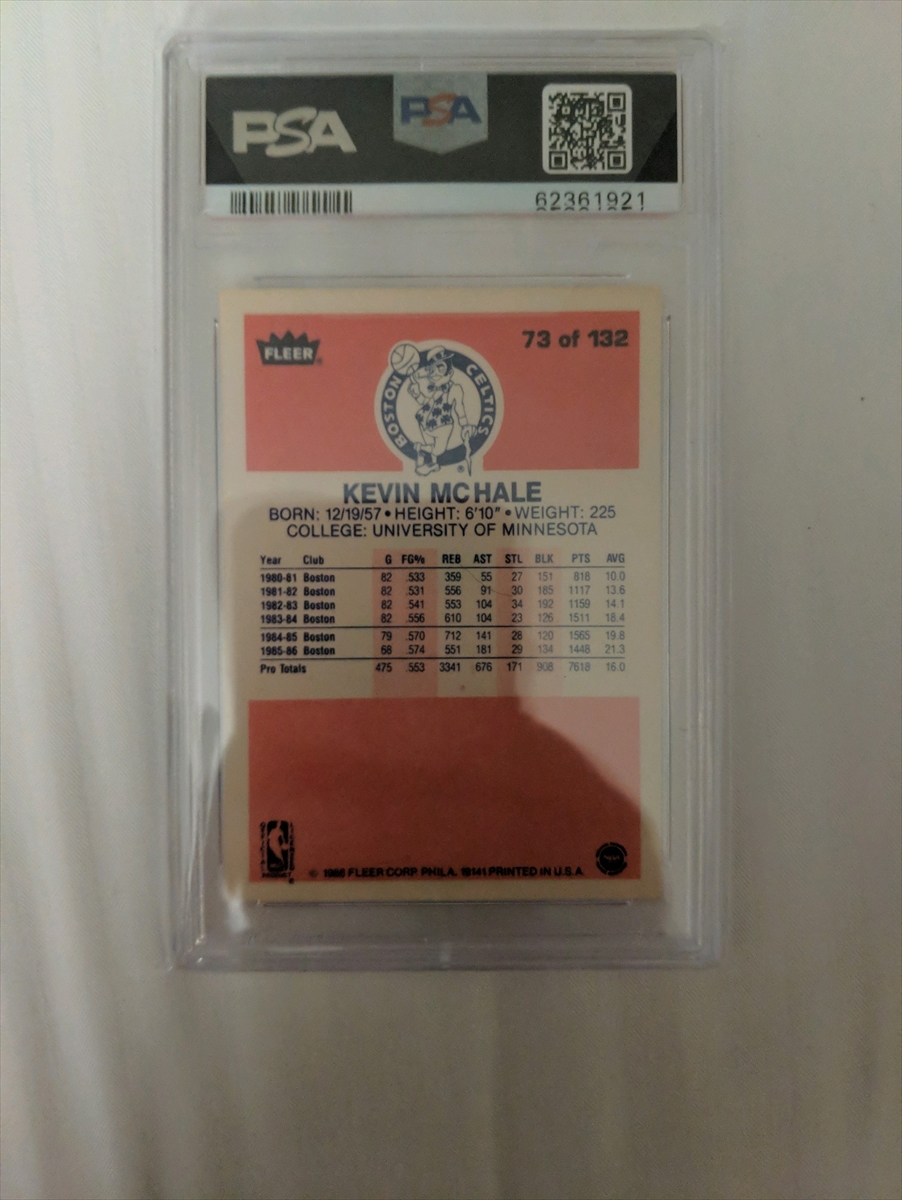 PSA
PSA
62361921
FLEER
73 of 132
BOSTON CELTICS
KEVIN MCHALE
BORN: 12/19/57 • HEIGHT: 6'10" • WEIGHT: 225
COLLEGE: UNIVERSITY OF MINNESOTA
Year Club G FG% REB AST STL BLK PTS AVG
1980-81 Boston 82 .533 359 55 27 151 818 10.0
1981-82 Boston 82 .531 556 91 30 185 1117 13.6
1982-83 Boston 82 .541 553 104 34 192 1159 14.1
1983-84 Boston 82 .556 610 104 23 126 1511 18.4
1984-85 Boston 79 .570 712 141 28 120 1565 19.8
1985-86 Boston 68 .574 551 181 29 134 1448 21.3
Pro Totals 475 .553 3341 676 171 908 7618 16.0
© 1986 FLEER CORP. PHILA. 19141 PRINTED IN U.S.A.